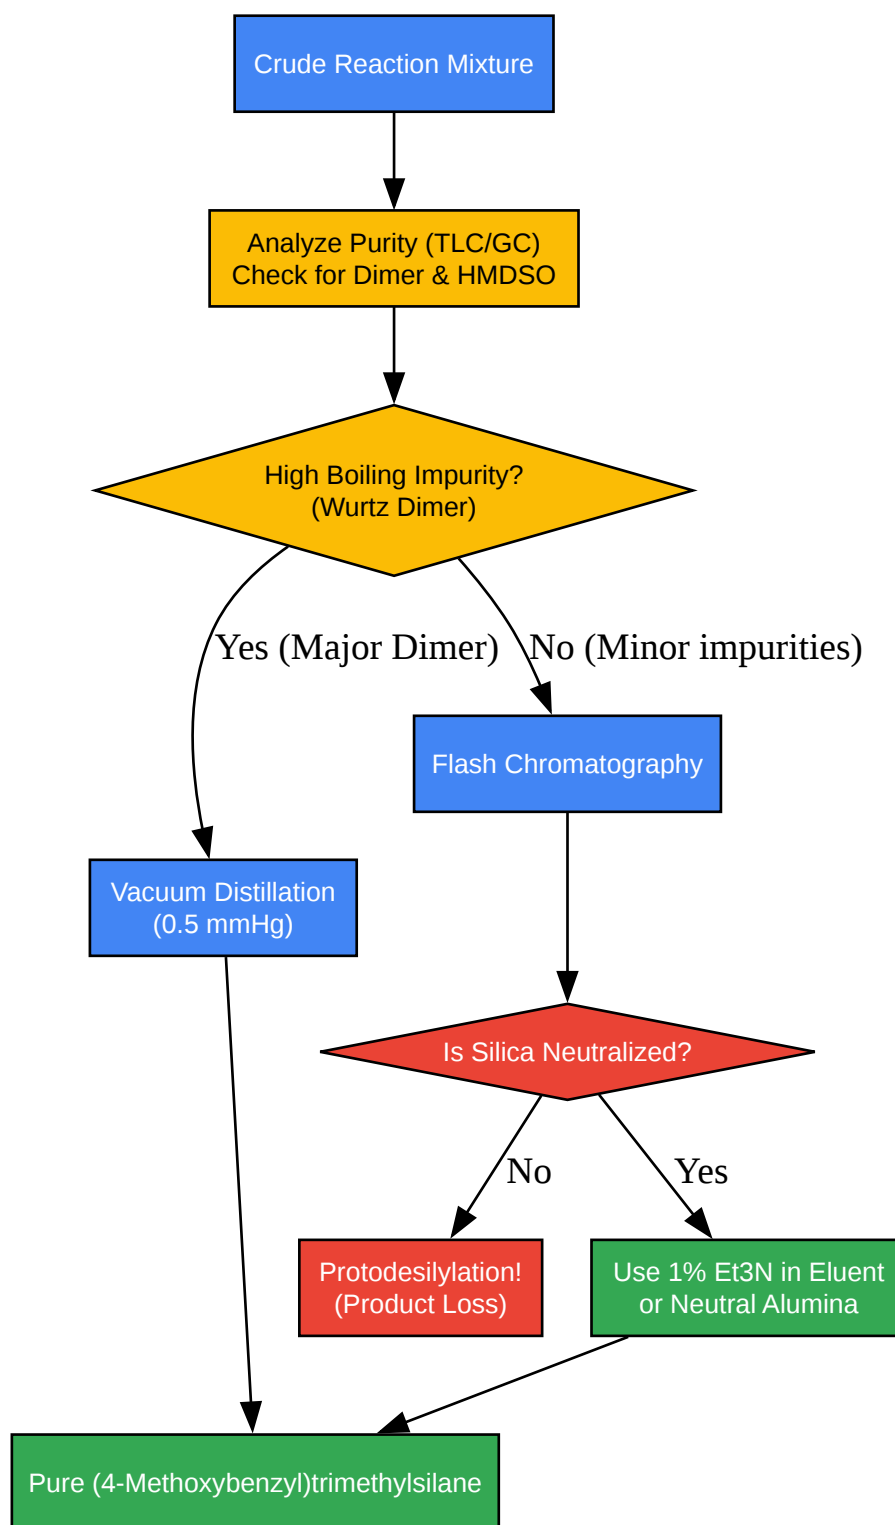 Crude Reaction Mixture
Analyze Purity (TLC/GC)
Check for Dimer & HMDSO
High Boiling Impurity?
(Wurtz Dimer)
Yes (Major Dimer)
No (Minor impurities)
Flash Chromatography
Vacuum Distillation
(0.5 mmHg)
Is Silica Neutralized?
No
Yes
Protodesilylation!
(Product Loss)
Use 1% Et3N in Eluent
or Neutral Alumina
Pure (4-Methoxybenzyl)trimethylsilane